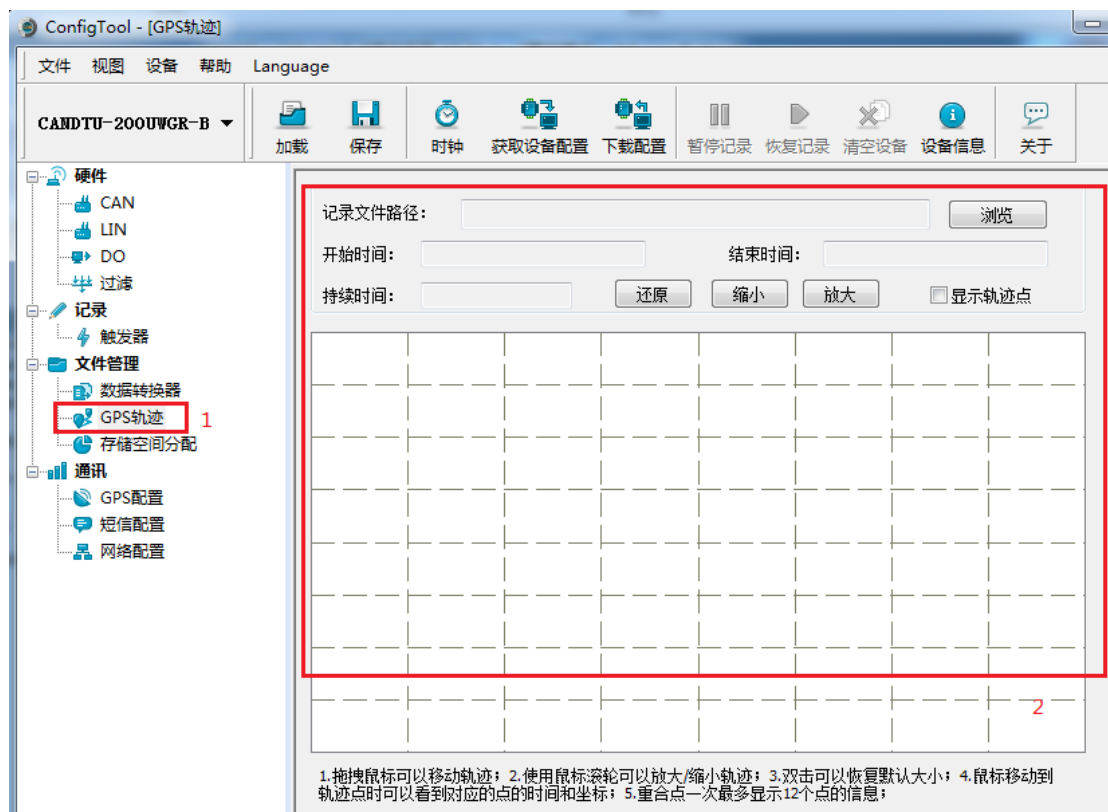 ConfigTool - [GPS轨迹]
文件 视图 设备 帮助 Language
CANDTU-200UWGR-B
加载 保存 时钟 获取设备配置 下载配置 暂停记录 恢复记录 清空设备 设备信息 关于
硬件
CAN
LIN
DO
过滤
记录
触发器
文件管理
数据转换器
GPS轨迹 1
存储空间分配
通讯
GPS配置
短信配置
网络配置
记录文件路径： 浏览
开始时间： 结束时间：
持续时间： 还原 缩小 放大 显示轨迹点
2
1.拖拽鼠标可以移动轨迹；2.使用鼠标滚轮可以放大/缩小轨迹；3.双击可以恢复默认大小；4.鼠标移动到
轨迹点时可以看到对应的点的时间和坐标；5.重合点一次最多显示12个点的信息；